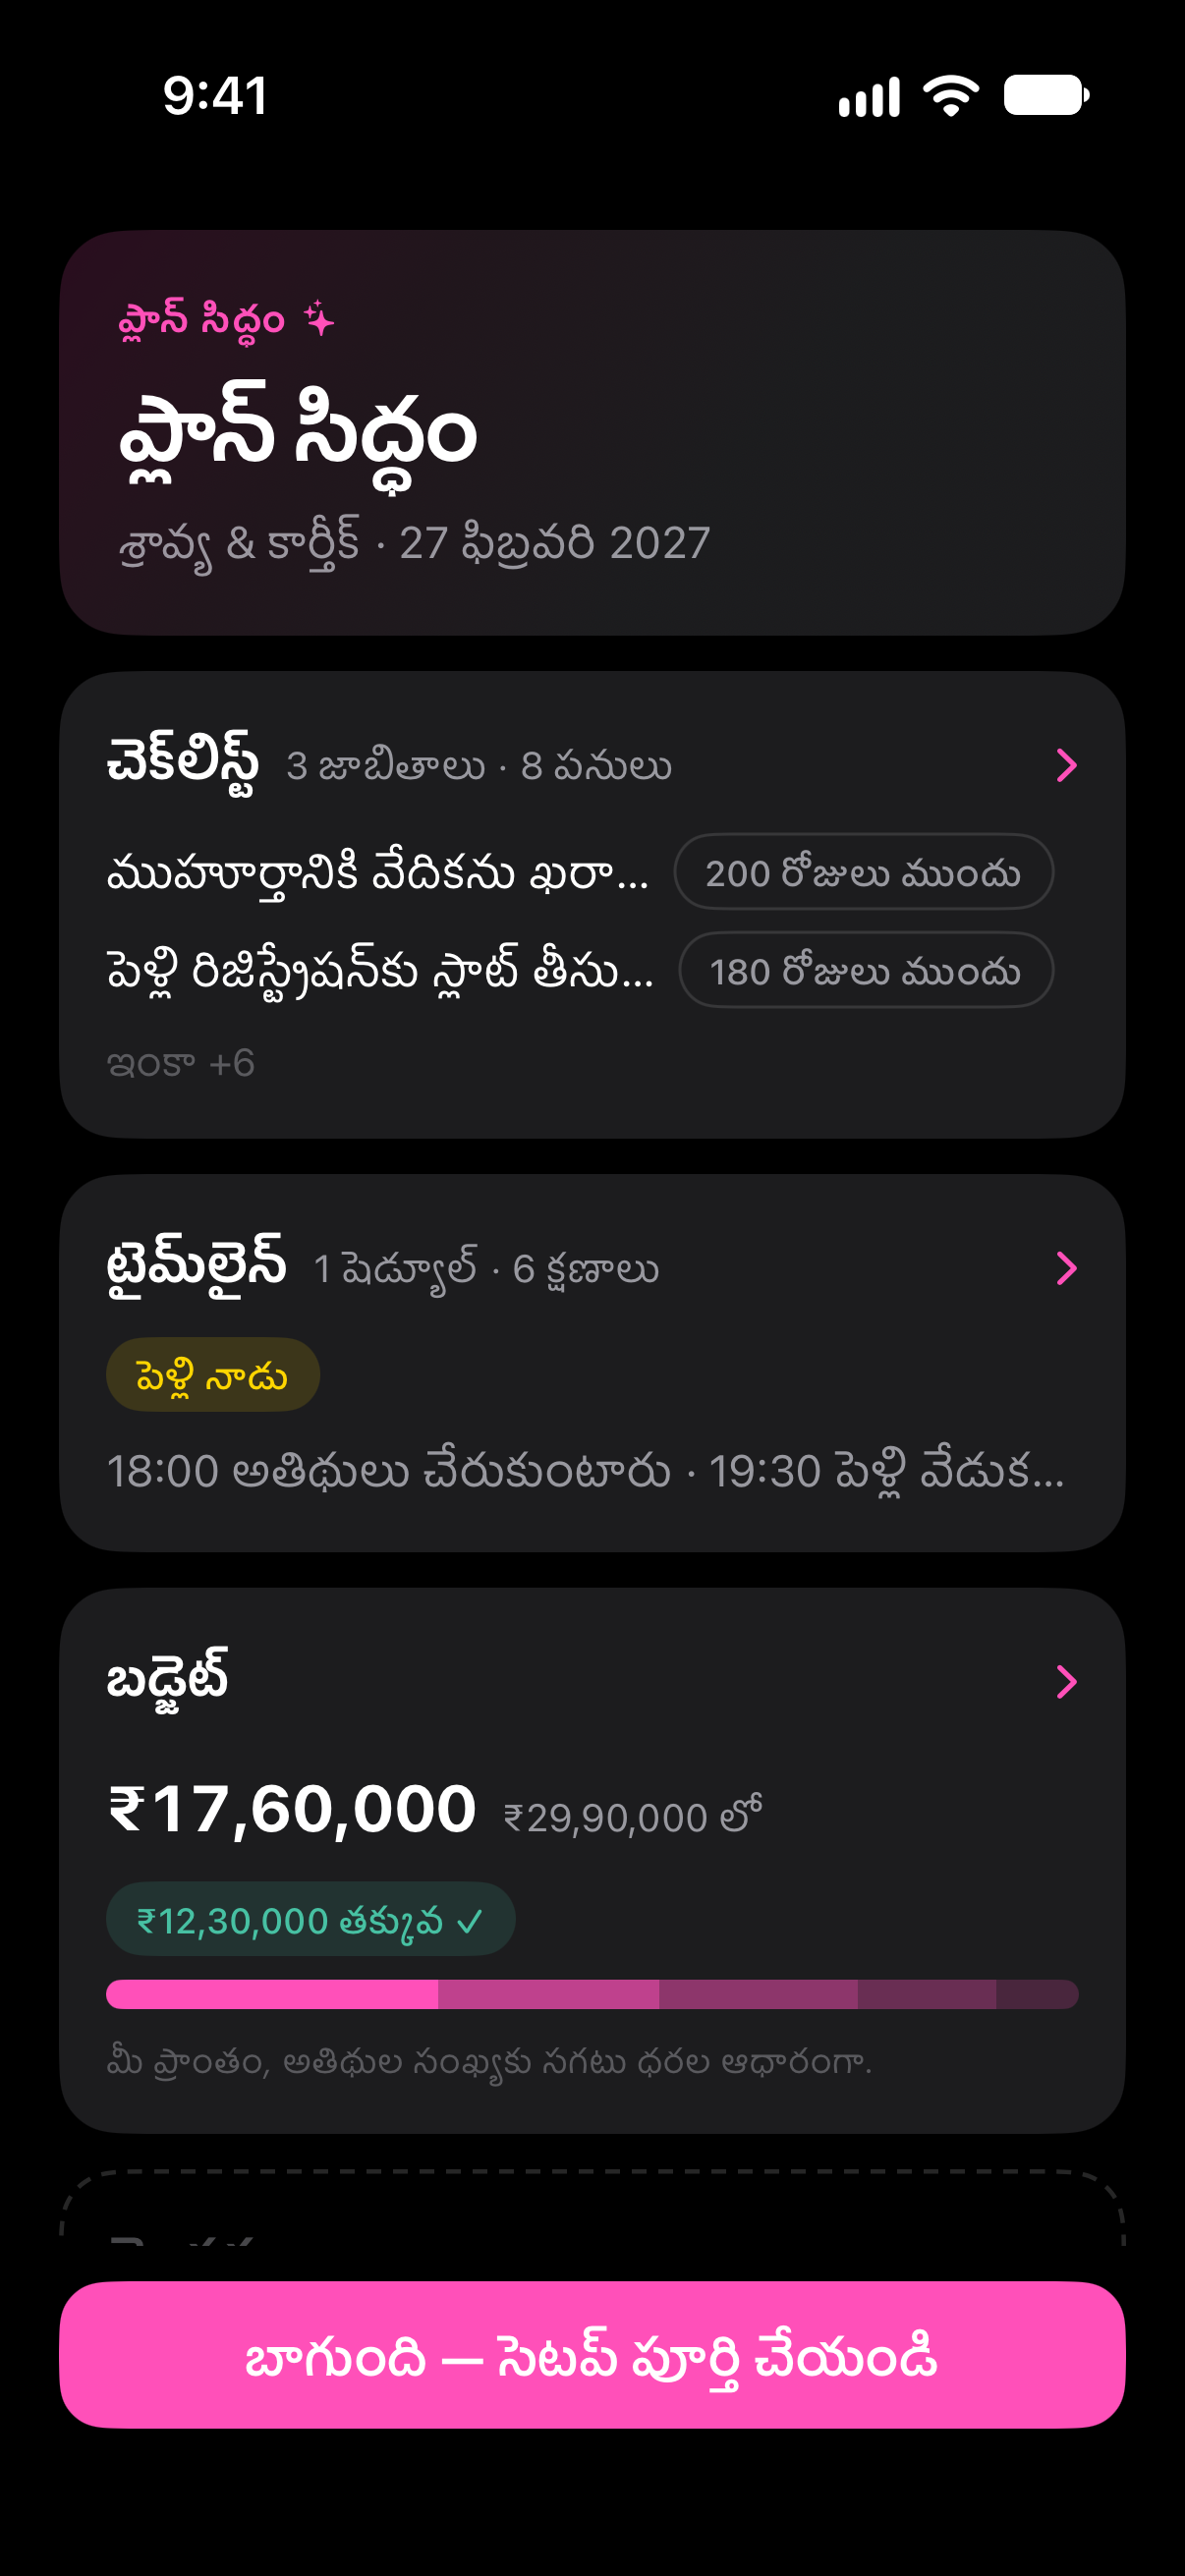 9:41
ప్లాన్ సిద్ధం
ప్లాన్ సిద్ధం
శ్రావ్య & కార్తీక్ · 27 ఫిబ్రవరి 2027
చెక్‌లిస్ట్ 3 జాబితాలు · 8 పనులు
ముహూర్తానికి వేదికను ఖరా... 200 రోజులు ముందు
పెళ్లి రిజిస్ట్రేషన్‌కు స్లాట్ తీసు... 180 రోజులు ముందు
ఇంకా +6
టైమ్‌లైన్ 1 షెడ్యూల్ · 6 క్షణాలు
పెళ్లి నాడు
18:00 అతిథులు చేరుకుంటారు · 19:30 పెళ్లి వేడుక...
బడ్జెట్
₹17,60,000 ₹29,90,000 లో
₹12,30,000 తక్కువ ✓
మీ ప్రాంతం, అతిథుల సంఖ్యకు సగటు ధరల ఆధారంగా.
బాగుంది — సెటప్ పూర్తి చేయండి